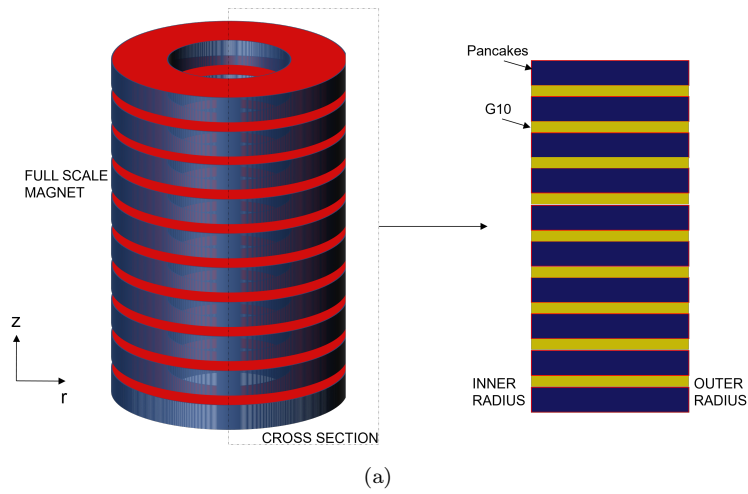 Pancakes
G10
FULL SCALE
MAGNET
z
r
INNER
RADIUS
OUTER
RADIUS
CROSS SECTION
(a)